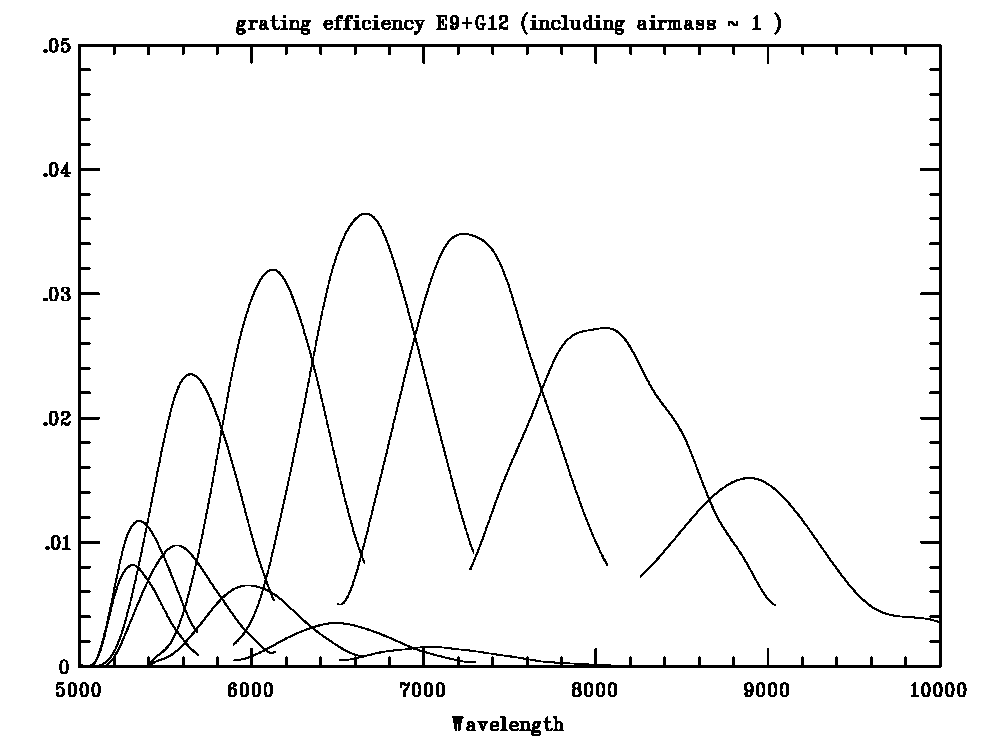 grating efficiency E9+G12 (including airmass ~ 1 )
.05
.04
.03
.02
.01
0
5000 6000 7000 8000 9000 10000
Wavelength